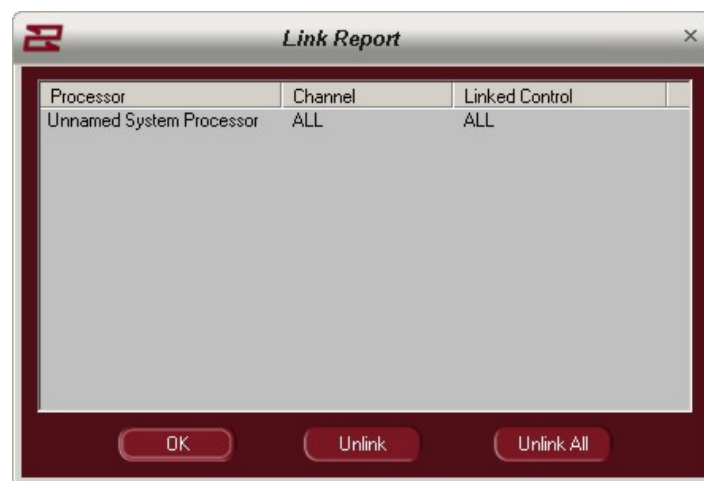 Link Report
Processor Channel Linked Control
Unnamed System Processor ALL ALL
OK Unlink Unlink All